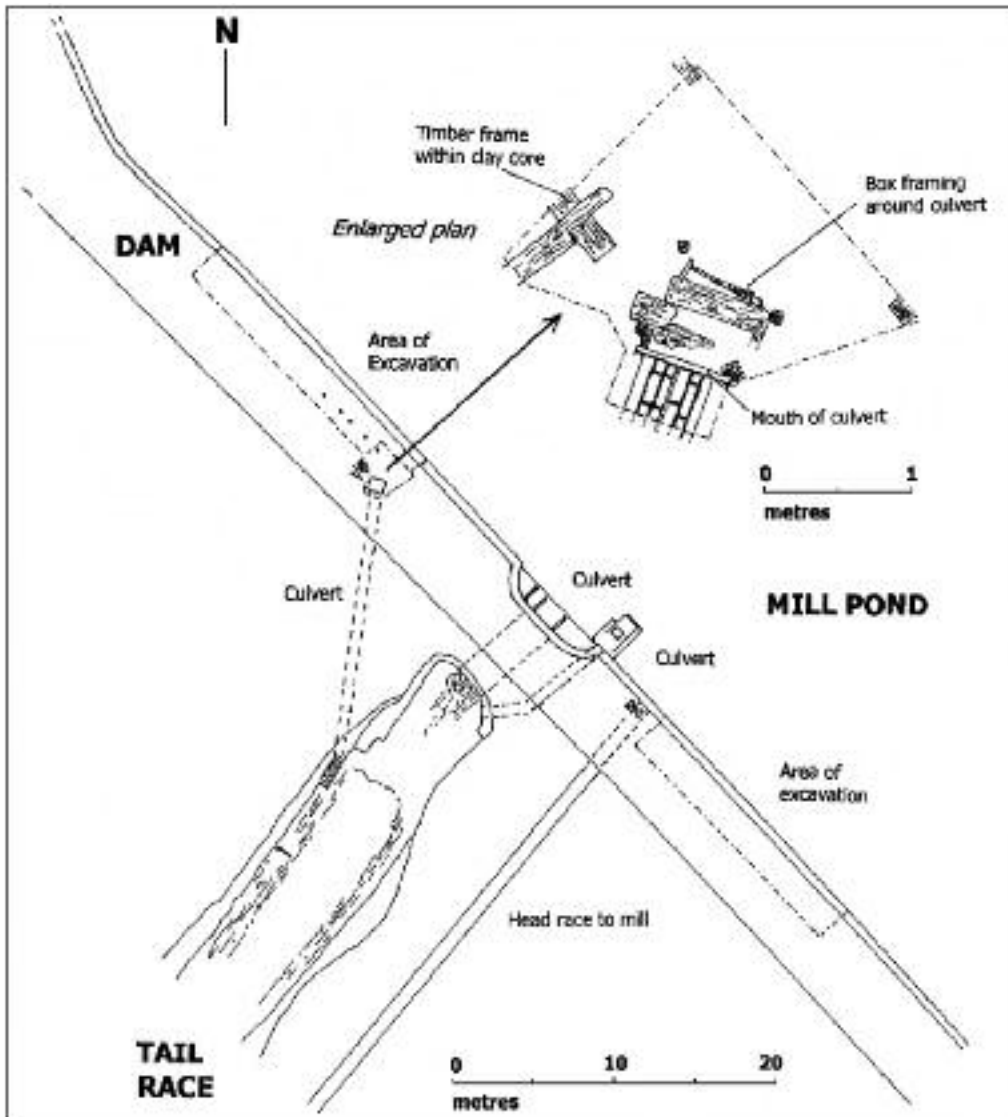 N
Timber frame
within clay core
Box framing
around culvert
Enlarged plan
DAM
Area of
Excavation
Mouth of culvert
0 1
metres
Culvert
Culvert
MILL POND
Culvert
Area of
excavation
Head race to mill
TAIL
RACE
0 10 20
metres